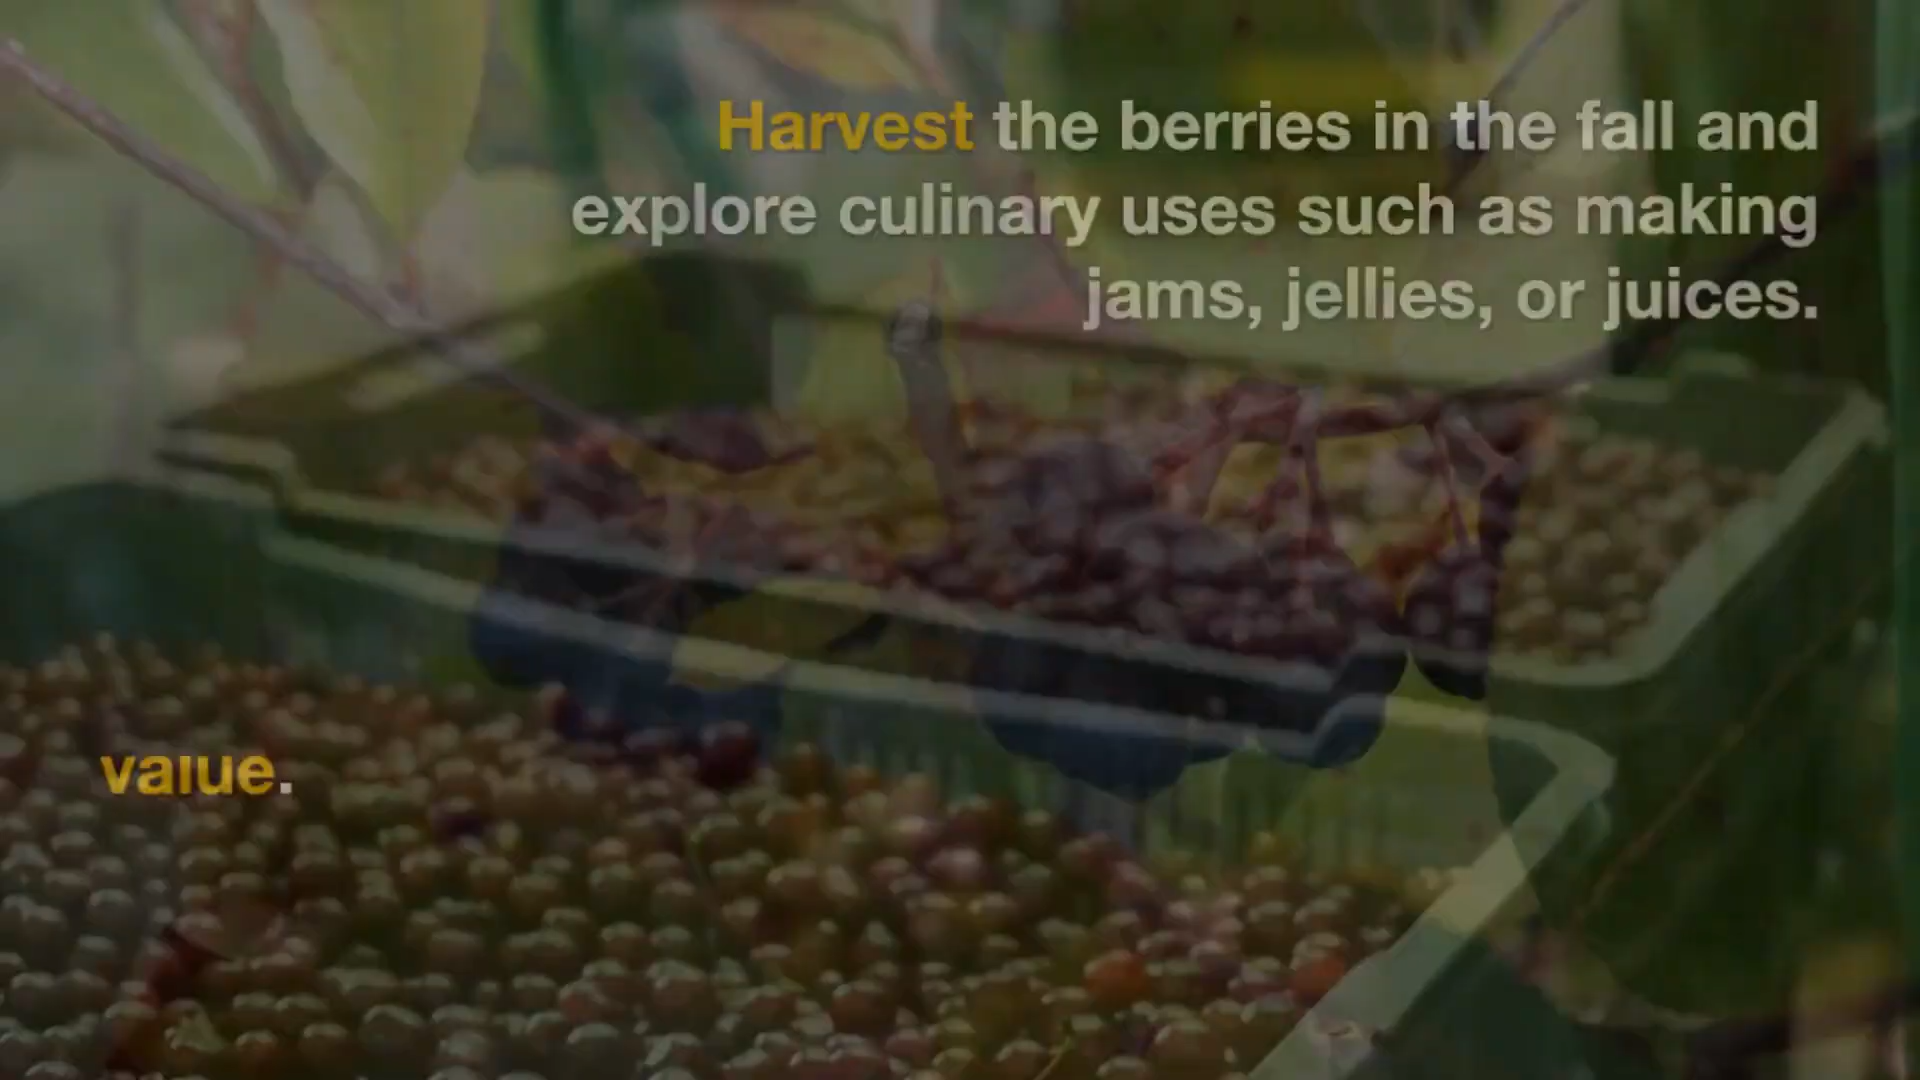 Harvest the berries in the fall and
explore culinary uses such as making
jams, jellies, or juices.
value.